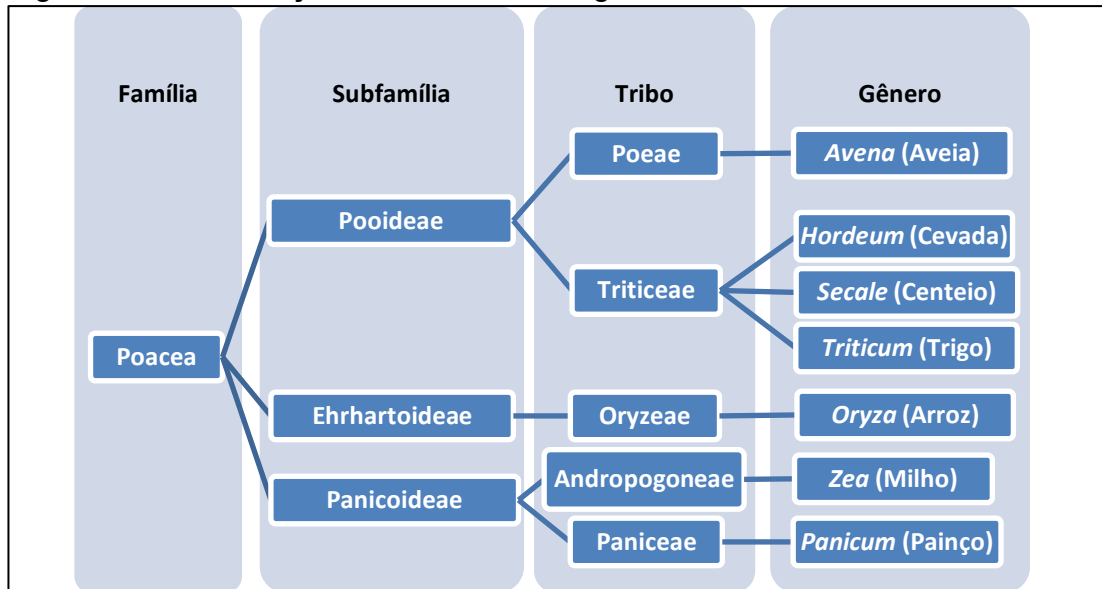 Família
Subfamília
Tribo
Gênero
Poeae
Avena (Aveia)
Pooideae
Hordeum (Cevada)
Triticeae
Secale (Centeio)
Triticum (Trigo)
Poacea
Ehrhartoideae
Oryzeae
Oryza (Arroz)
Andropogoneae
Zea (Milho)
Panicoideae
Paniceae
Panicum (Painço)